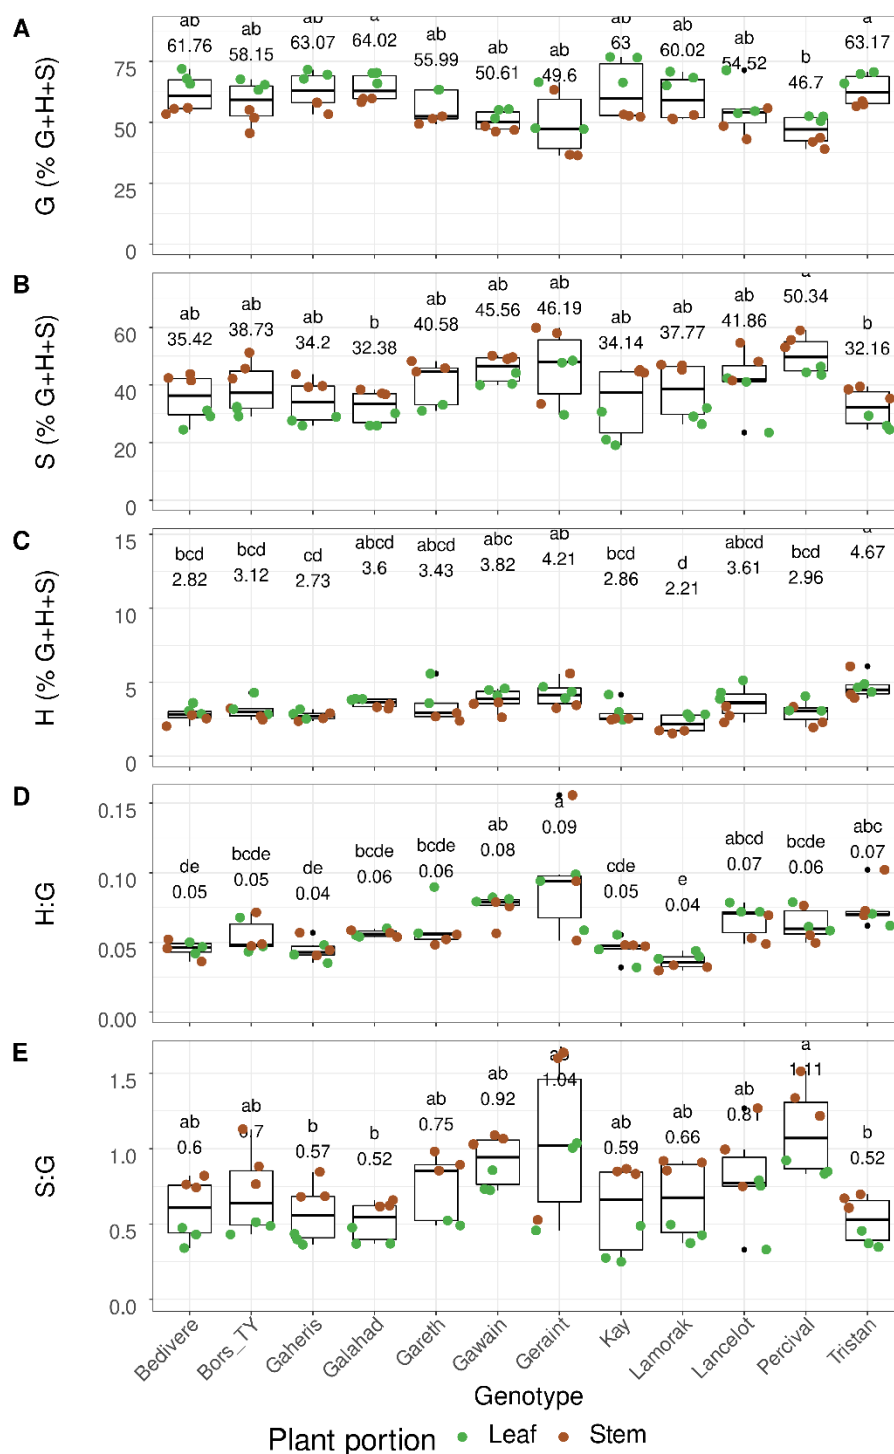 A
ab ab ab a ab ab ab ab ab ab b a
61.76 58.15 63.07 64.02 55.99 50.61 49.6 63 60.02 54.52 46.7 63.17
G (% G+H+S)
75
50
25
0
B
ab ab ab b ab ab ab ab ab ab a b
35.42 38.73 34.2 32.38 40.58 45.56 46.19 34.14 37.77 41.86 50.34 32.16
S (% G+H+S)
60
40
20
0
C
bcd bcd cd abcd abcd abc ab bcd d abcd bcd
2.82 3.12 2.73 3.6 3.43 3.82 4.21 2.86 2.21 3.61 2.96 4.67
H (% G+H+S)
15
10
5
0
D
de bcde de bcde bcde ab a cde e abcd bcde abc
0.05 0.05 0.04 0.06 0.06 0.08 0.09 0.05 0.04 0.07 0.06 0.07
H:G
0.15
0.10
0.05
0.00
E
ab ab b b ab ab ab ab ab ab a b
0.6 0.7 0.57 0.52 0.75 0.92 1.04 0.59 0.66 0.8 1.11 0.52
S:G
1.5
1.0
0.5
0.0
Bedivere Bors_TY Gaheris Galahad Gareth Gawain Geraint Kay Lamorak Lancelot Percival Tristan
Genotype
Plant portion Leaf Stem